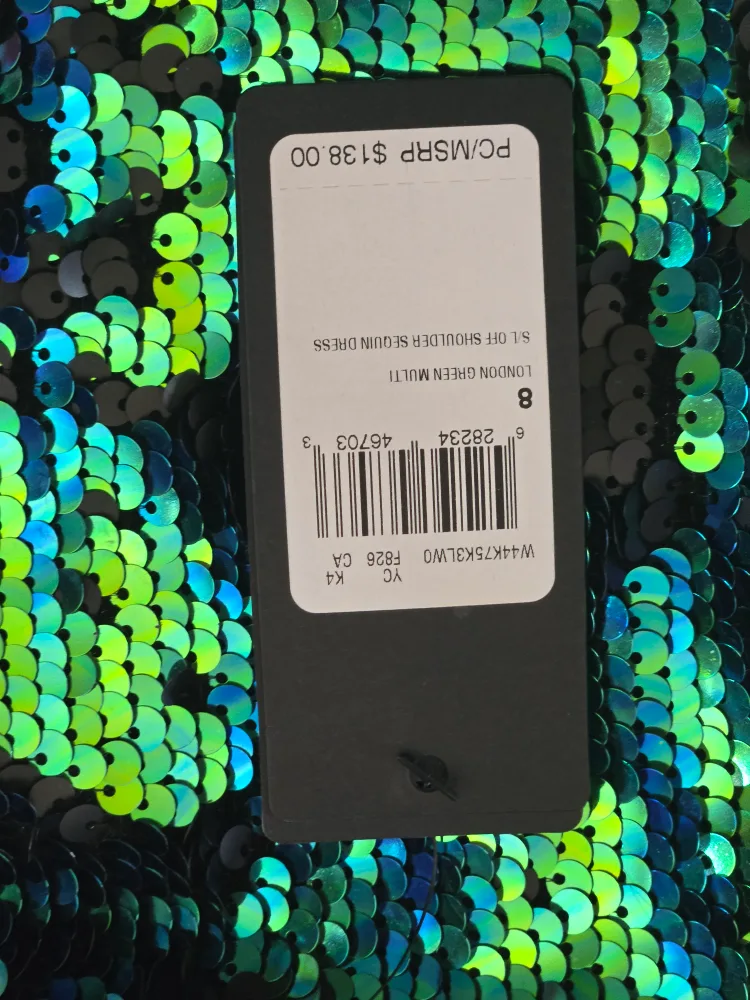 YC K4
F826 CA
W44K75K3LW0
6 28234 46703 3
8
LONDON GREEN MULTI
S/L OFF SHOULDER SEQUIN DRESS
PC/MSRP $138.00